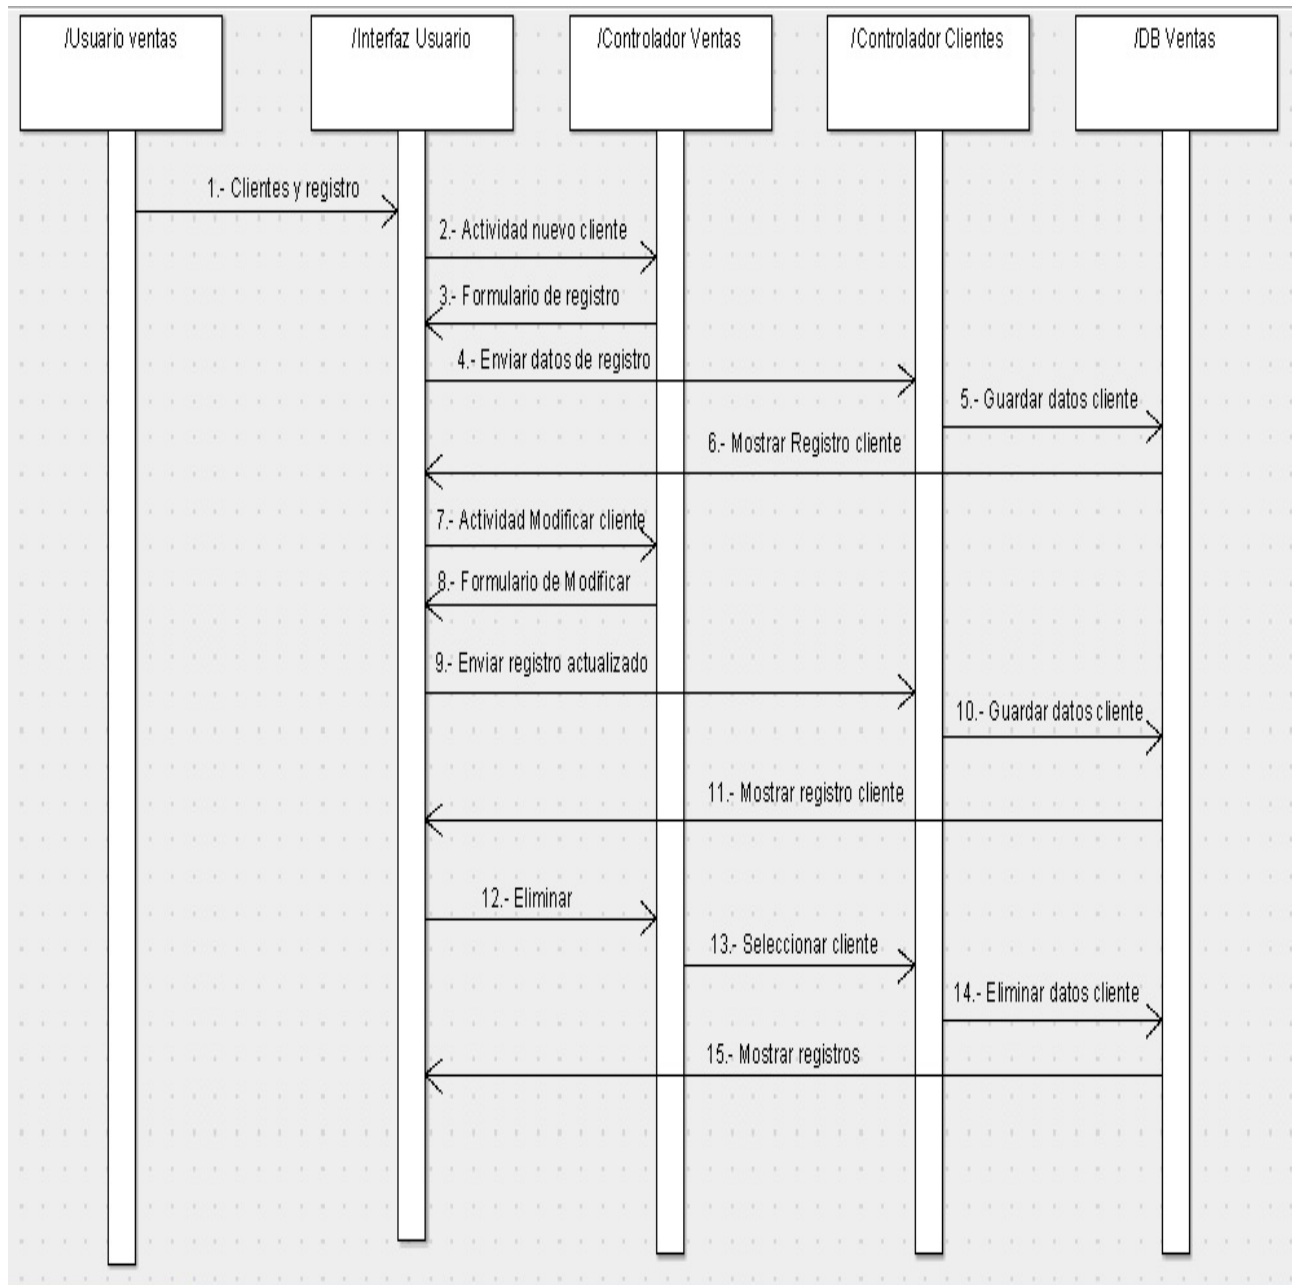 /Usuario ventas
/Interfaz Usuario
/Controlador Ventas
/Controlador Clientes
/DB Ventas
1.- Clientes y registro
2.- Actividad nuevo cliente
3.- Formulario de registro
4.- Enviar datos de registro
5.- Guardar datos cliente
6.- Mostrar Registro cliente
7.- Actividad Modificar cliente
8.- Formulario de Modificar
9.- Enviar registro actualizado
10.- Guardar datos cliente
11.- Mostrar registro cliente
12.- Eliminar
13.- Seleccionar cliente
14.- Eliminar datos cliente
15.- Mostrar registros